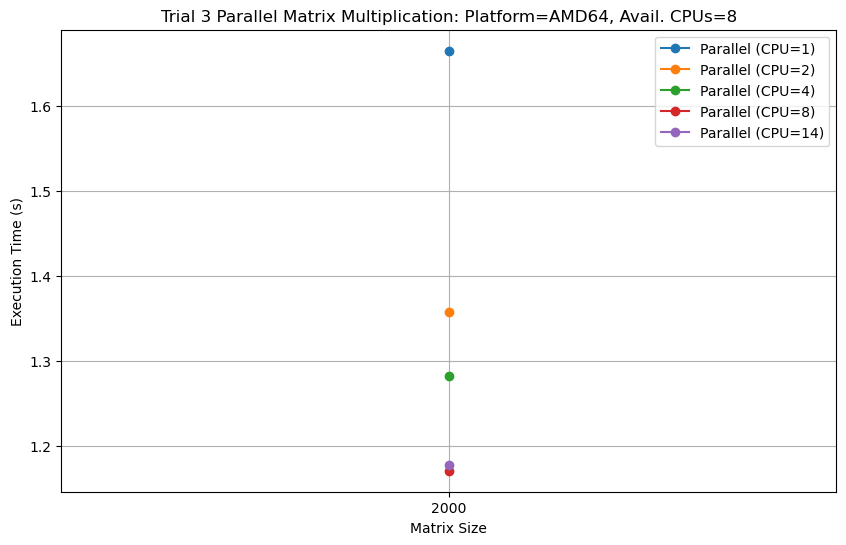 Trial 3 Parallel Matrix Multiplication: Platform=AMD64, Avail. CPUs=8
Parallel (CPU=1)
Parallel (CPU=2)
Parallel (CPU=4)
Parallel (CPU=8)
Parallel (CPU=14)
Execution Time (s)
1.6
1.5
1.4
1.3
1.2
2000
Matrix Size